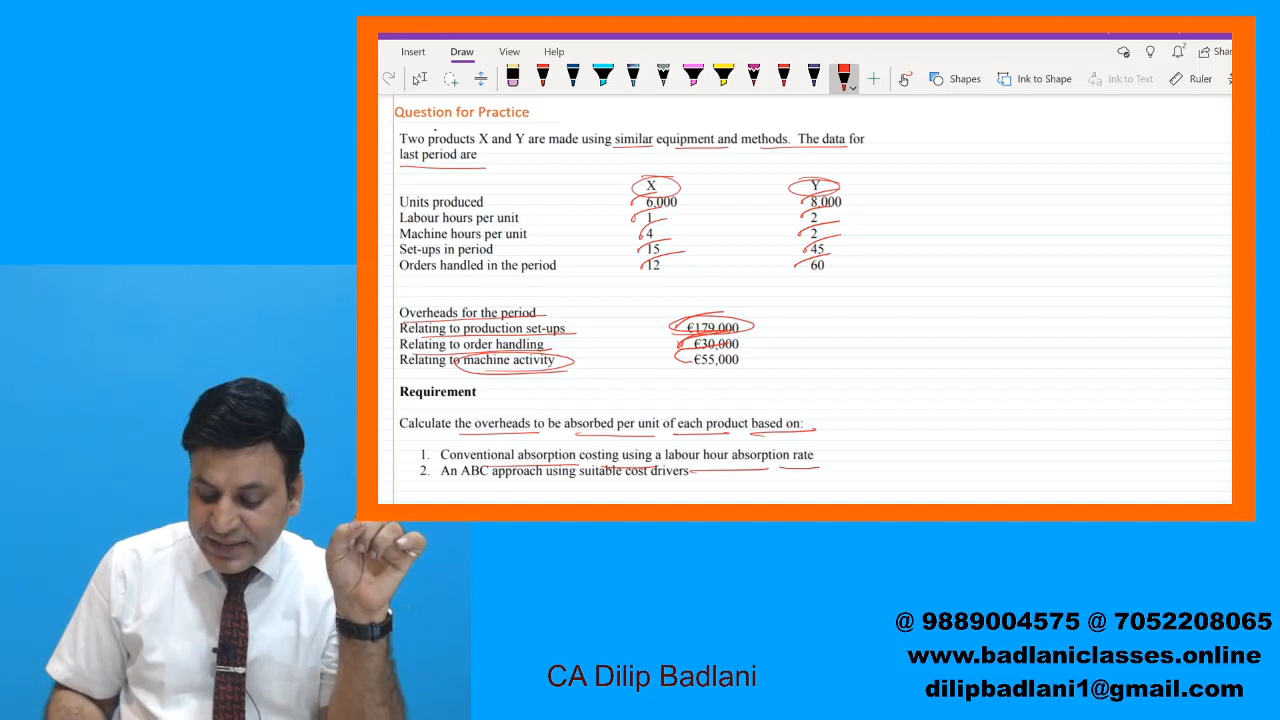 Insert Draw View Help
Shar
Shapes Ink to Shape Ink to Text Ruler
Question for Practice
Two products X and Y are made using similar equipment and methods. The data for
last period are
X Y
Units produced 6,000 8,000
Labour hours per unit 1 2
Machine hours per unit 4 2
Set-ups in period 15 45
Orders handled in the period 12 60
Overheads for the period
Relating to production set-ups €179,000
Relating to order handling €30,000
Relating to machine activity €55,000
Requirement
Calculate the overheads to be absorbed per unit of each product based on:
1. Conventional absorption costing using a labour hour absorption rate
2. An ABC approach using suitable cost drivers
@ 9889004575 @ 7052208065
www.badlaniclasses.online
CA Dilip Badlani
dilipbadlani1@gmail.com